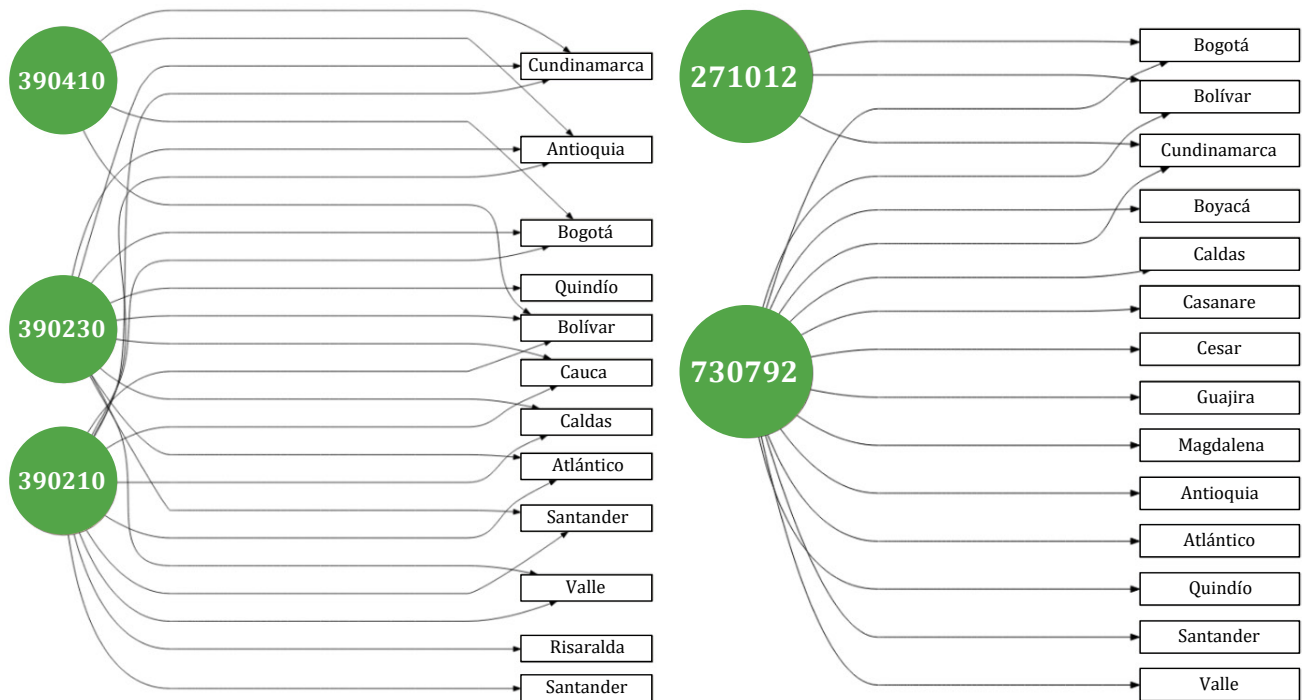 390410
390230
390210
Cundinamarca
Antioquia
Bogotá
Quindío
Bolívar
Cauca
Caldas
Atlántico
Santander
Valle
Risaralda
Santander
271012
730792
Bogotá
Bolívar
Cundinamarca
Boyacá
Caldas
Casanare
Cesar
Guajira
Magdalena
Antioquia
Atlántico
Quindío
Santander
Valle